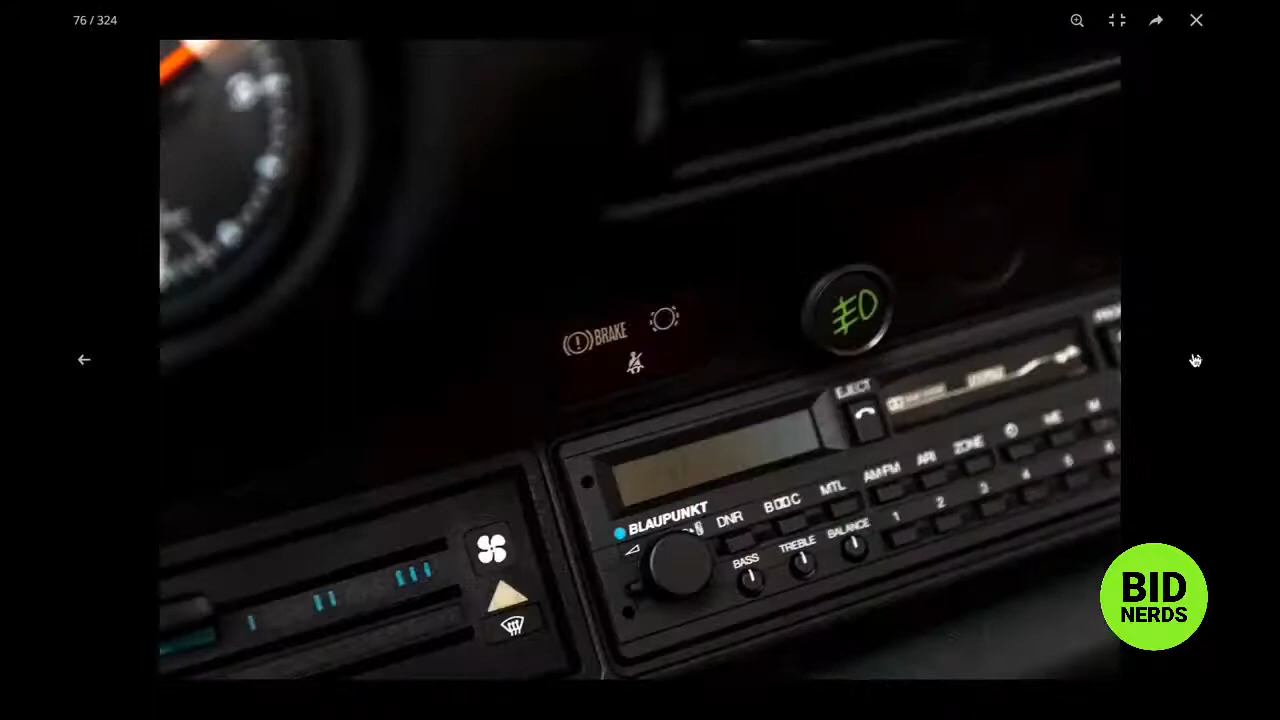 76 / 324
BRAKE
EJECT
BLAUPUNKT
DNR
MTL
AM·FM
ARI
ZONE
ME
M
BASS
TREBLE
BALANCE
1
2
3
4
5
6
BID
NERDS